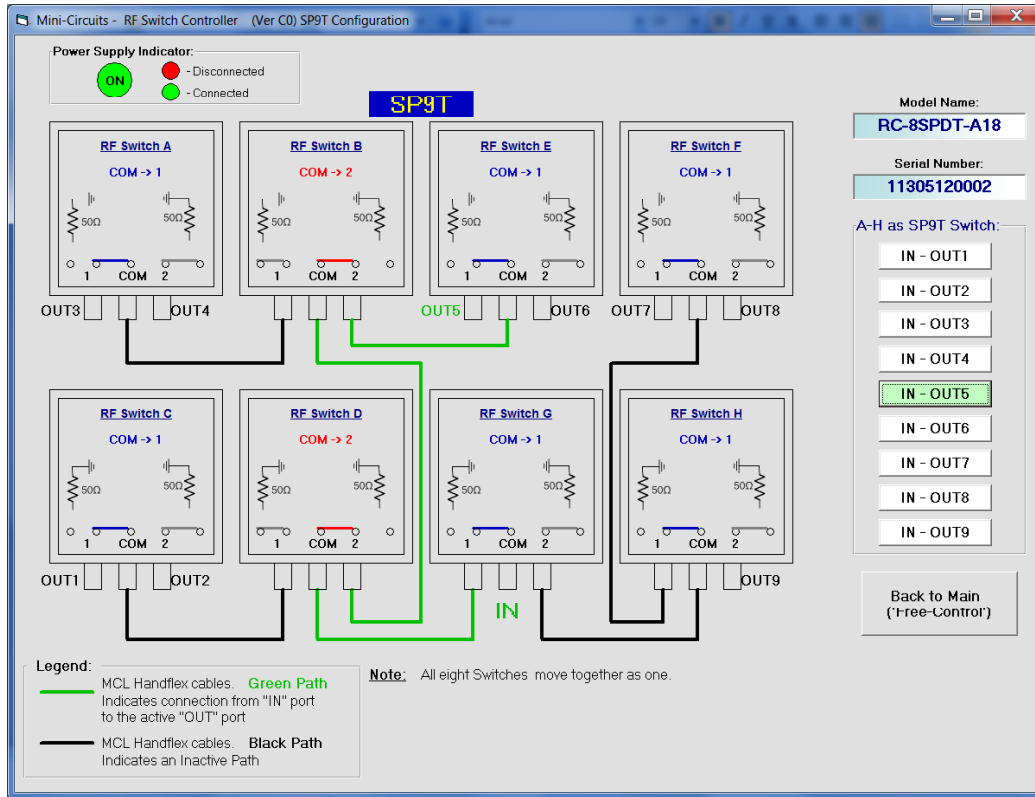 Mini-Circuits - RF Switch Controller (Ver C0) SP9T Configuration
Power Supply Indicator:
ON
- Disconnected
- Connected
SP9T
Model Name:
RC-8SPDT-A18
Serial Number:
11305120002
A-H as SP9T Switch:
IN - OUT1
IN - OUT2
IN - OUT3
IN - OUT4
IN - OUT5
IN - OUT6
IN - OUT7
IN - OUT8
IN - OUT9
Back to Main
('Free-Control')
RF Switch A
COM -> 1
50Ω 50Ω
1 COM 2
OUT3 OUT4
RF Switch B
COM -> 2
50Ω 50Ω
1 COM 2
RF Switch E
COM -> 1
50Ω 50Ω
1 COM 2
OUT5 OUT6
RF Switch F
COM -> 1
50Ω 50Ω
1 COM 2
OUT7 OUT8
RF Switch C
COM -> 1
50Ω 50Ω
1 COM 2
OUT1 OUT2
RF Switch D
COM -> 2
50Ω 50Ω
1 COM 2
RF Switch G
COM -> 1
50Ω 50Ω
1 COM 2
IN
RF Switch H
COM -> 1
50Ω 50Ω
1 COM 2
OUT9
Legend:
MCL Handflex cables. Green Path
Indicates connection from "IN" port
to the active "OUT" port
MCL Handflex cables. Black Path
Indicates an Inactive Path
Note: All eight Switches move together as one.